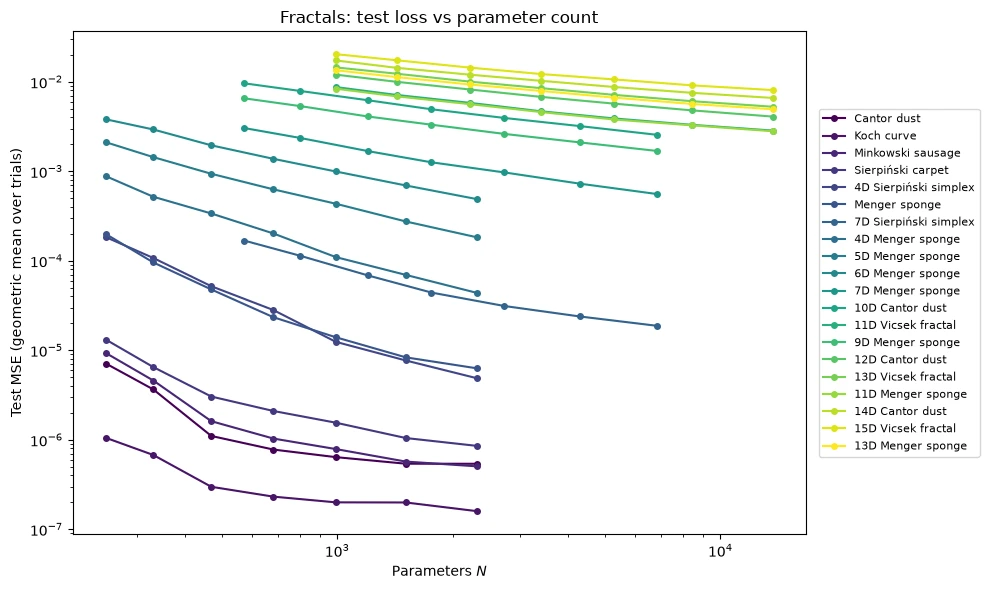 Fractals: test loss vs parameter count
Test MSE (geometric mean over trials)
10⁻²
10⁻³
10⁻⁴
10⁻⁵
10⁻⁶
10⁻⁷
10³
10⁴
Parameters N
Cantor dust
Koch curve
Minkowski sausage
Sierpiński carpet
4D Sierpiński simplex
Menger sponge
7D Sierpiński simplex
4D Menger sponge
5D Menger sponge
6D Menger sponge
7D Menger sponge
10D Cantor dust
11D Vicsek fractal
9D Menger sponge
12D Cantor dust
13D Vicsek fractal
11D Menger sponge
14D Cantor dust
15D Vicsek fractal
13D Menger sponge